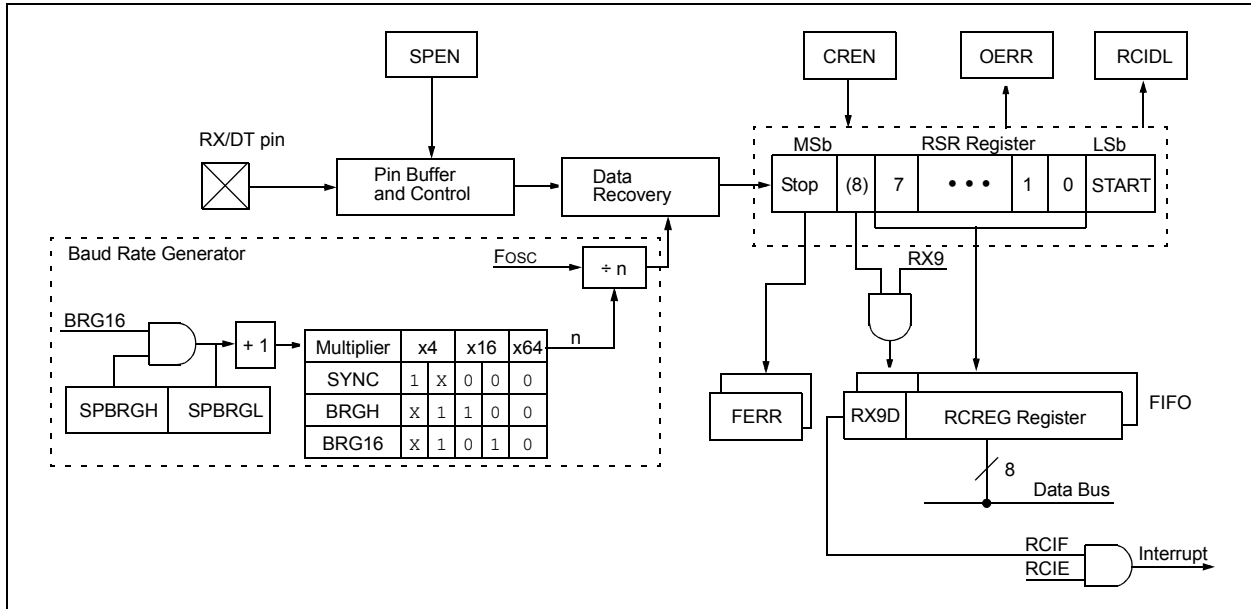 SPEN
CREN
OERR
RCIDL
RX/DT pin
MSb
RSR Register
LSb
Pin Buffer
and Control
Data
Recovery
Stop (8) 7 • • • 1 0 START
Baud Rate Generator
FOSC
÷ n
RX9
BRG16
+ 1
n
Multiplier x4 x16 x64
SYNC 1 X 0 0 0
BRGH X 1 1 0 0
BRG16 X 1 0 1 0
SPBRGH SPBRGL
FERR
RX9D RCREG Register
FIFO
8
Data Bus
RCIF
RCIE
Interrupt